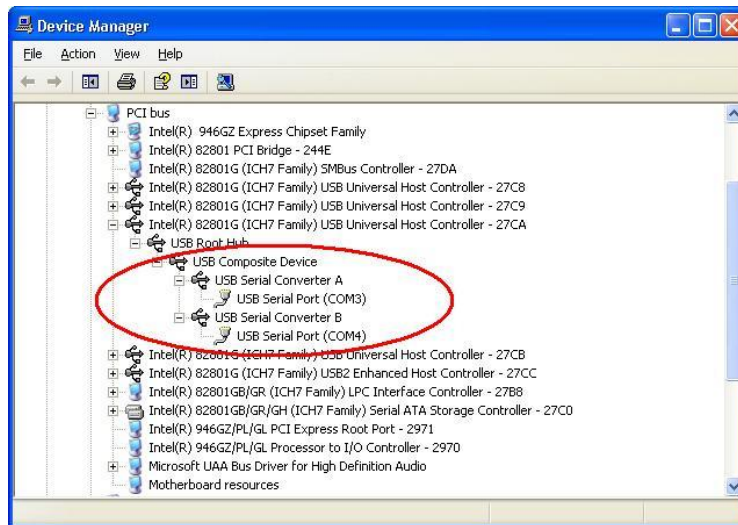 Device Manager
File Action View Help
PCI bus
Intel(R) 946GZ Express Chipset Family
Intel(R) 82801 PCI Bridge - 244E
Intel(R) 82801G (ICH7 Family) SMBus Controller - 27DA
Intel(R) 82801G (ICH7 Family) USB Universal Host Controller - 27C8
Intel(R) 82801G (ICH7 Family) USB Universal Host Controller - 27C9
Intel(R) 82801G (ICH7 Family) USB Universal Host Controller - 27CA
USB Root Hub
USB Composite Device
USB Serial Converter A
USB Serial Port (COM3)
USB Serial Converter B
USB Serial Port (COM4)
Intel(R) 82801G (ICH7 Family) USB Universal Host Controller - 27CB
Intel(R) 82801G (ICH7 Family) USB2 Enhanced Host Controller - 27CC
Intel(R) 82801GB/GR (ICH7 Family) LPC Interface Controller - 27B8
Intel(R) 82801GB/GR/GH (ICH7 Family) Serial ATA Storage Controller - 27C0
Intel(R) 946GZ/PL/GL PCI Express Root Port - 2971
Intel(R) 946GZ/PL/GL Processor to I/O Controller - 2970
Microsoft UAA Bus Driver for High Definition Audio
Motherboard resources